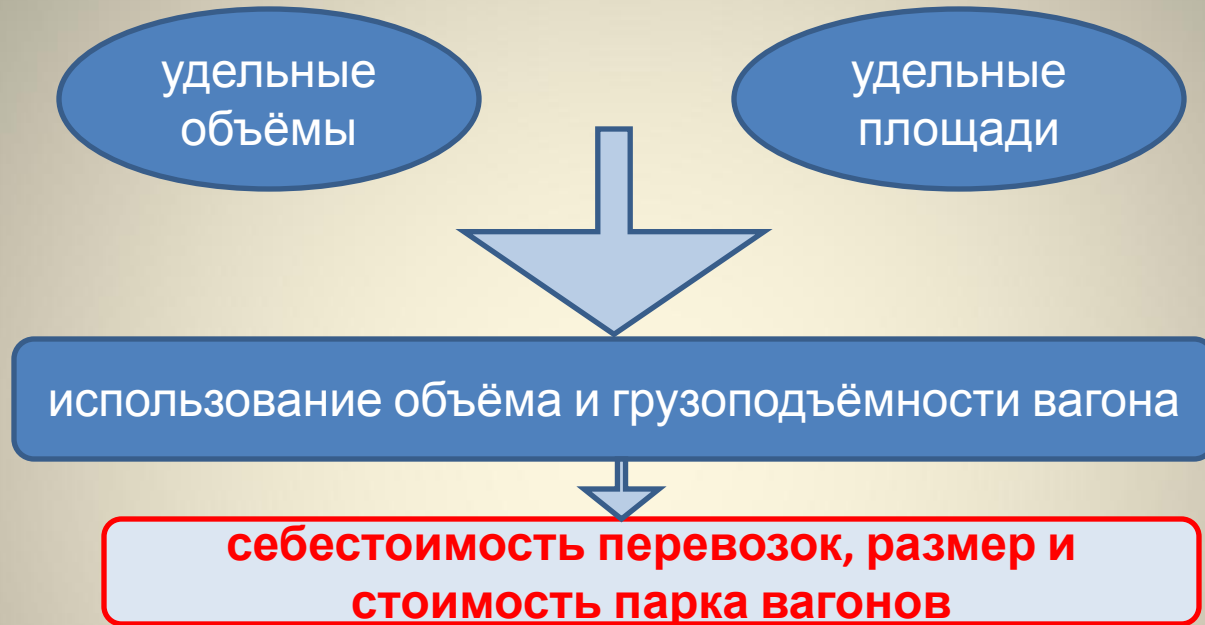 удельные
объёмы
удельные
площади
использование объёма и грузоподъёмности вагона
себестоимость перевозок, размер и
стоимость парка вагонов